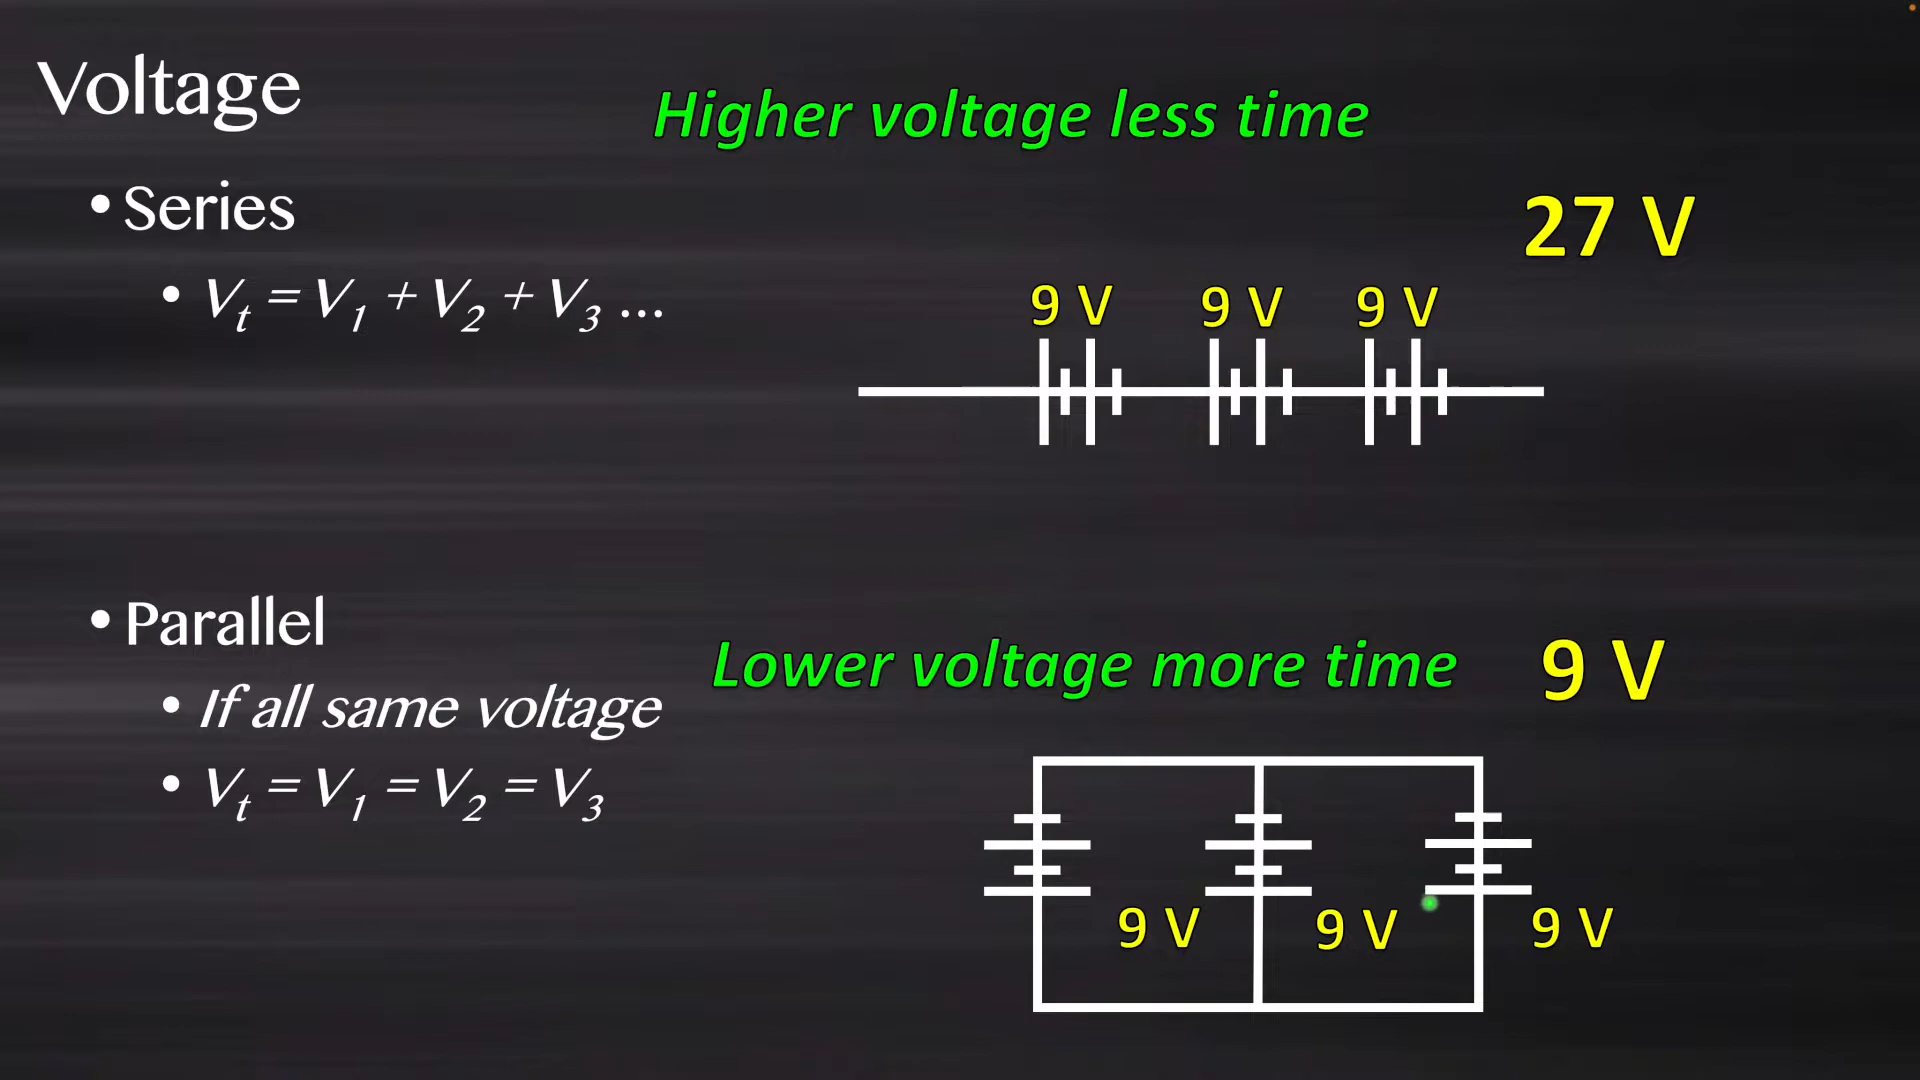 Voltage
Higher voltage less time
• Series
27 V
• Vt = V1 + V2 + V3 ...
9 V 9 V 9 V
• Parallel
Lower voltage more time 9 V
• If all same voltage
• Vt = V1 = V2 = V3
9 V 9 V 9 V